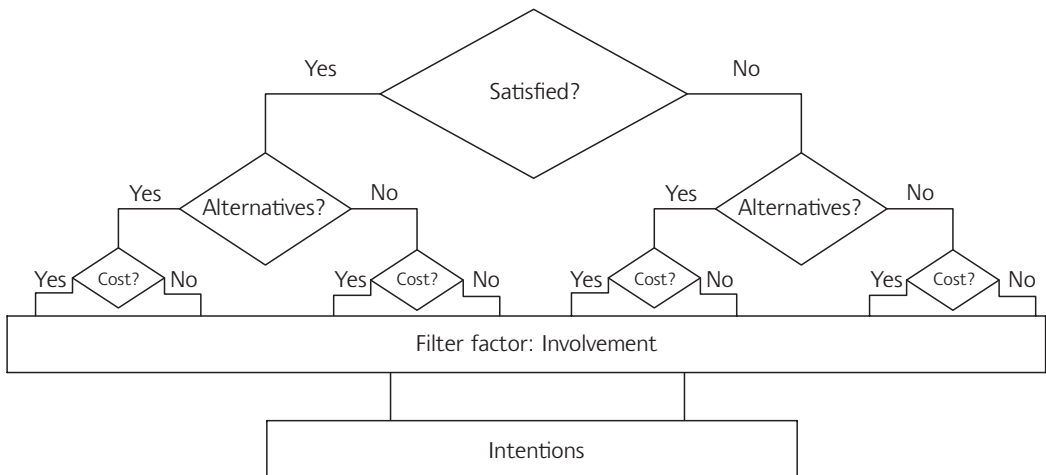 Yes
No
Satisfied?
Yes
No
Yes
No
Alternatives?
Alternatives?
Yes
No
Yes
No
Yes
No
Yes
No
Cost?
Cost?
Cost?
Cost?
Filter factor: Involvement
Intentions